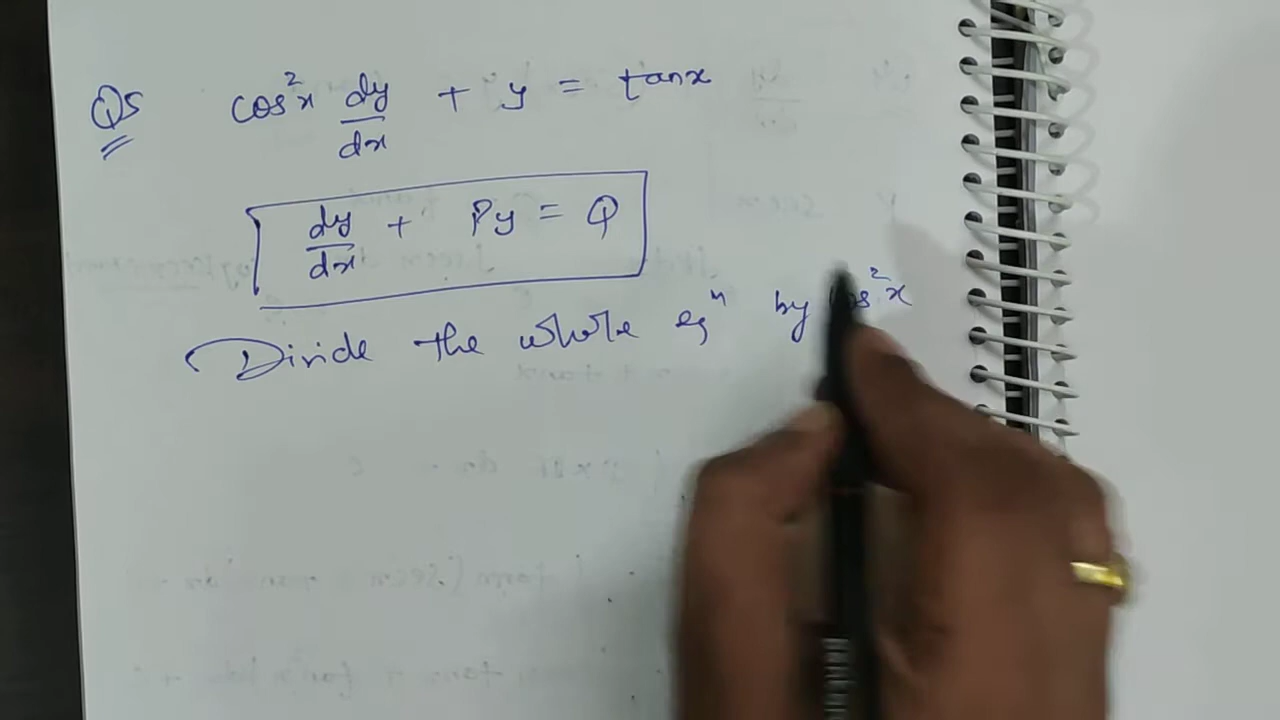 Q5 cos²x dy/dx + y = tanx
dy/dx + Py = Q
Divide the whole eqⁿ by cos²x